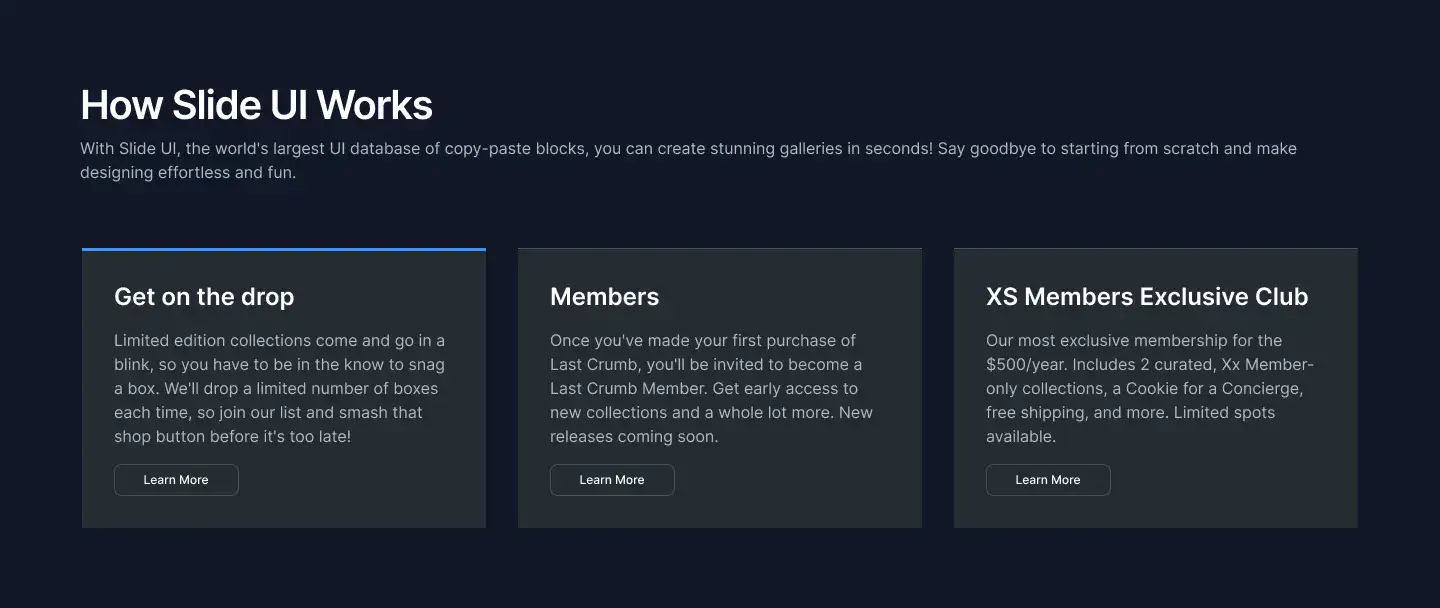 How Slide UI Works
With Slide UI, the world's largest UI database of copy-paste blocks, you can create stunning galleries in seconds! Say goodbye to starting from scratch and make
designing effortless and fun.
Get on the drop
Limited edition collections come and go in a
blink, so you have to be in the know to snag
a box. We'll drop a limited number of boxes
each time, so join our list and smash that
shop button before it's too late!
Learn More
Members
Once you've made your first purchase of
Last Crumb, you'll be invited to become a
Last Crumb Member. Get early access to
new collections and a whole lot more. New
releases coming soon.
Learn More
XS Members Exclusive Club
Our most exclusive membership for the
$500/year. Includes 2 curated, Xx Member-
only collections, a Cookie for a Concierge,
free shipping, and more. Limited spots
available.
Learn More